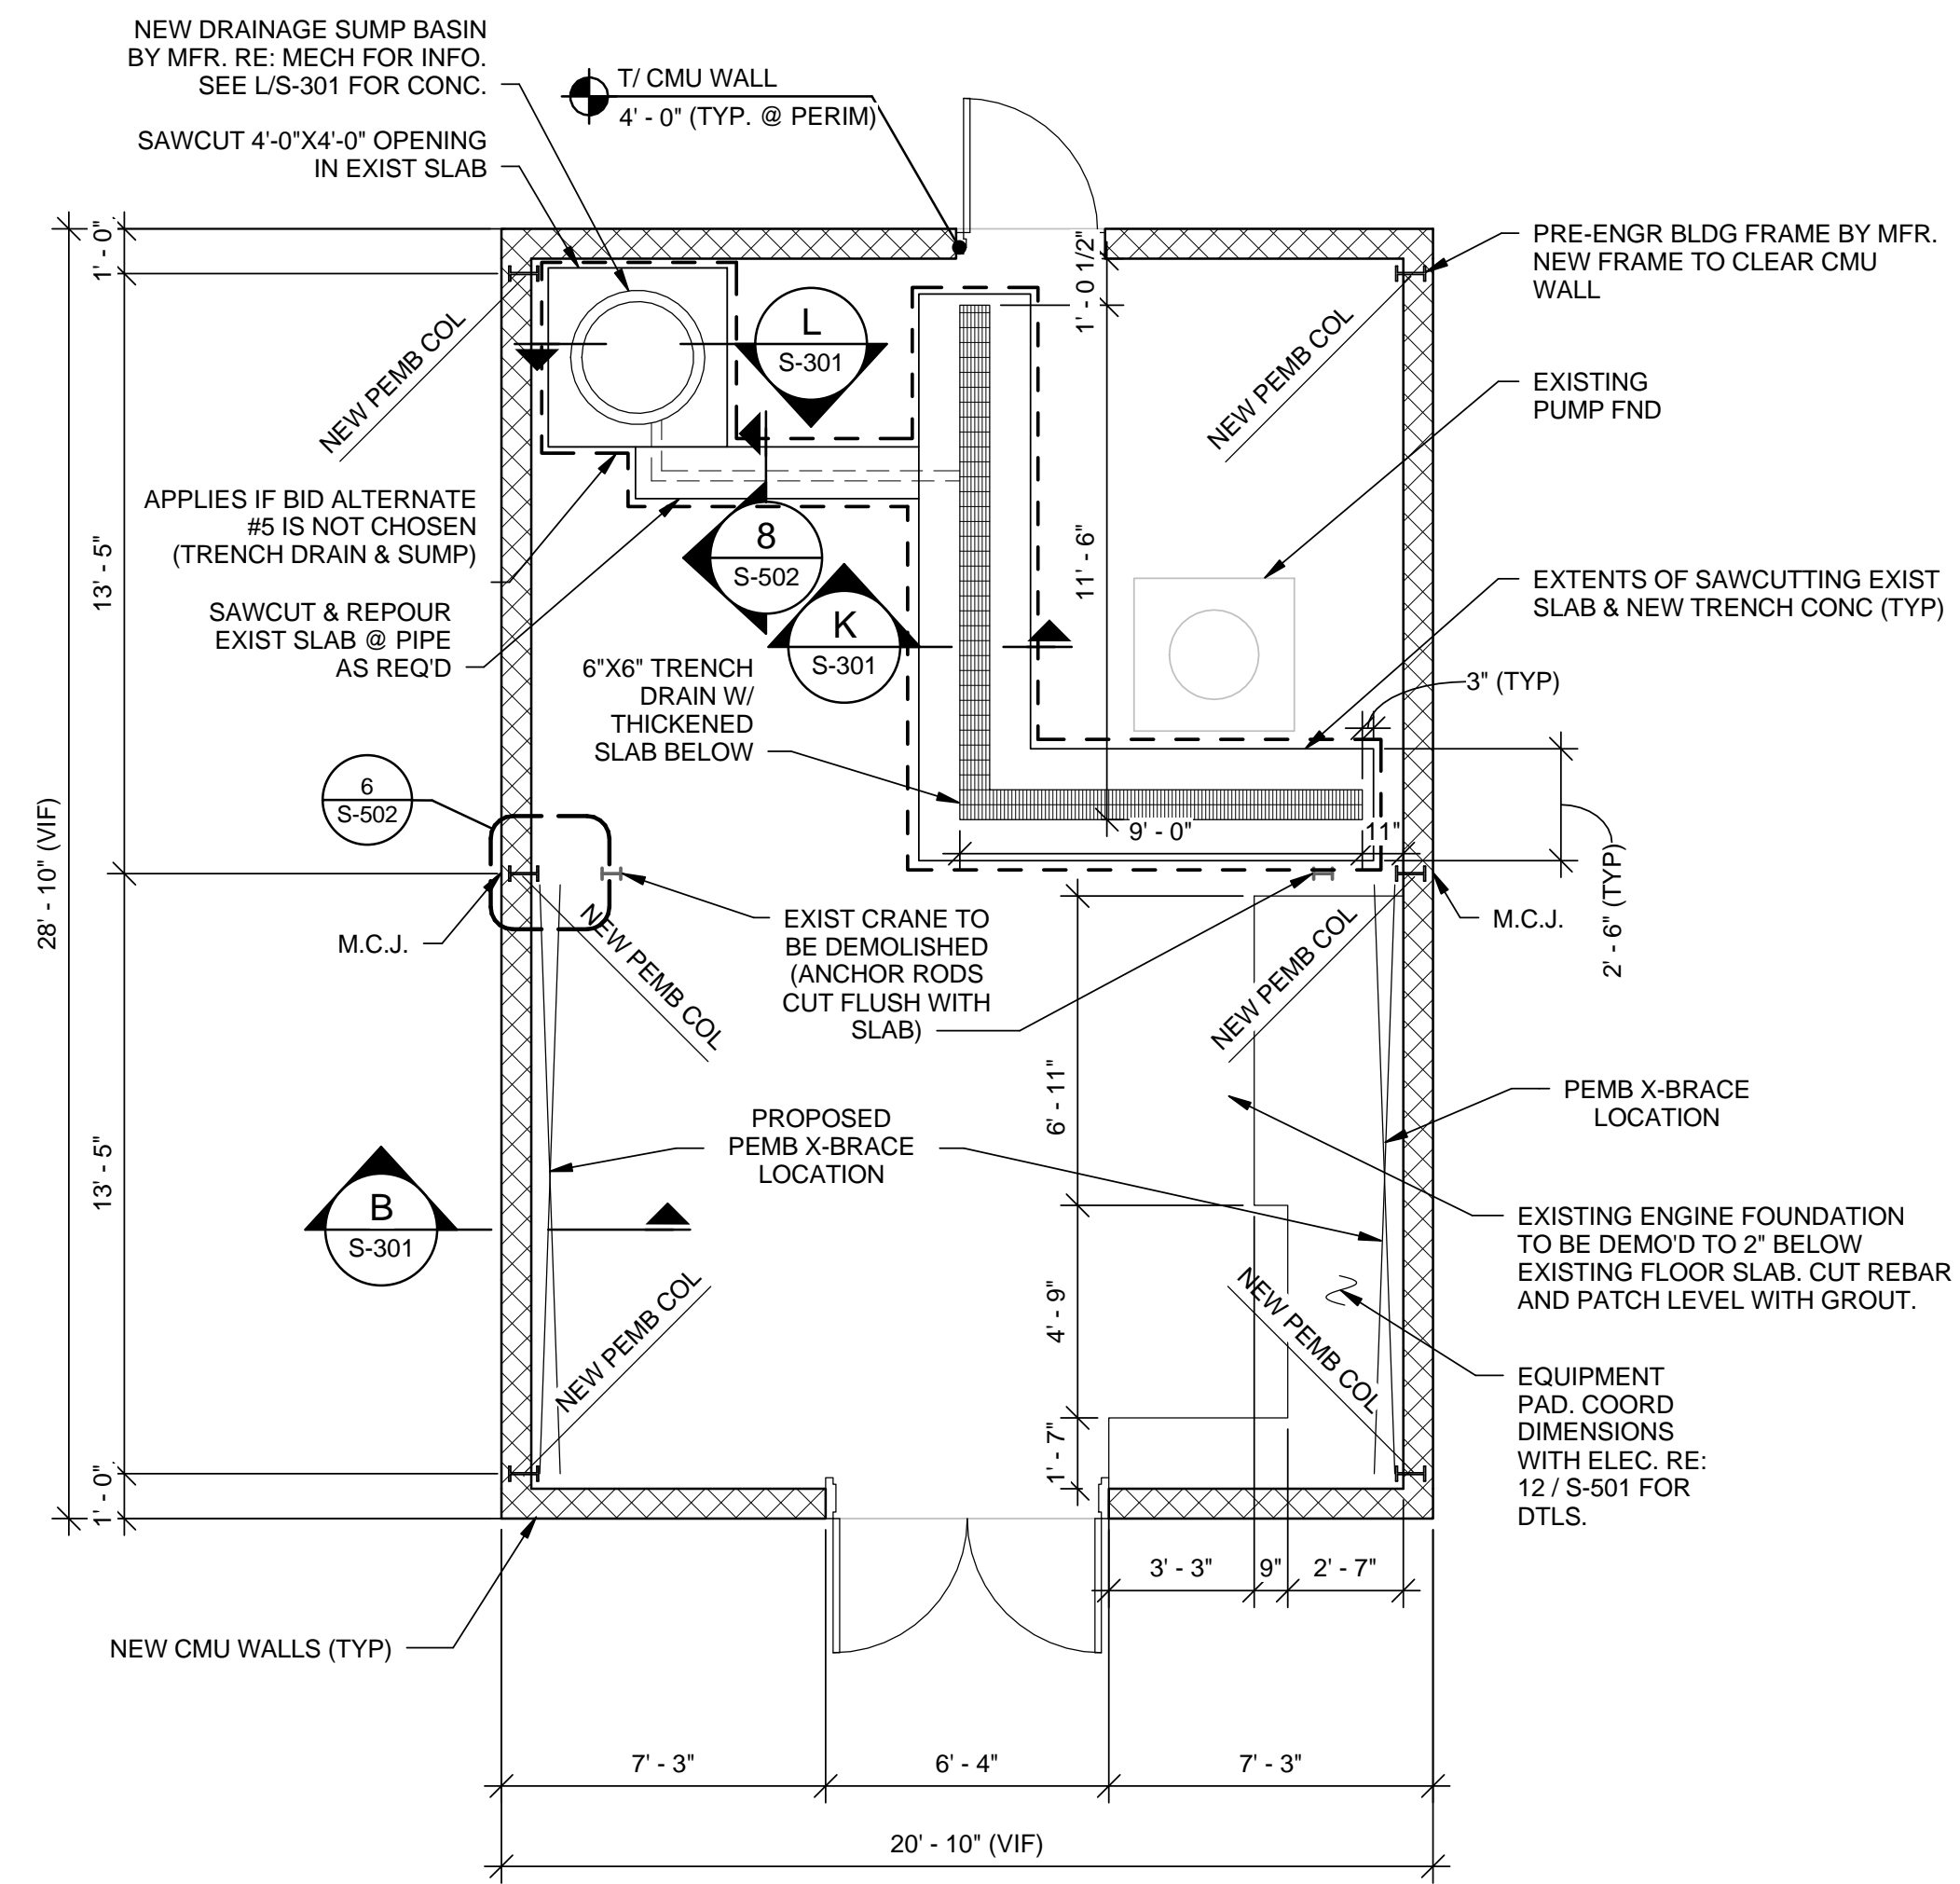 NEW DRAINAGE SUMP BASIN
BY MFR. RE: MECH FOR INFO.
SEE L/S-301 FOR CONC.
T/ CMU WALL
4' - 0" (TYP. @ PERIM)
SAWCUT 4'-0"X4'-0" OPENING
IN EXIST SLAB
1' - 0"
1' - 0 1/2"
PRE-ENGR BLDG FRAME BY MFR.
NEW FRAME TO CLEAR CMU
WALL
NEW PEMB COL
L
S-301
NEW PEMB COL
EXISTING
PUMP FND
APPLIES IF BID ALTERNATE
#5 IS NOT CHOSEN
(TRENCH DRAIN & SUMP)
13' - 5"
8
S-502
11' - 6"
EXTENTS OF SAWCUTTING EXIST
SLAB & NEW TRENCH CONC (TYP)
SAWCUT & REPOUR
EXIST SLAB @ PIPE
AS REQ'D
K
S-301
6"X6" TRENCH
DRAIN W/
THICKENED
SLAB BELOW
3" (TYP)
6
S-502
28' - 10" (VIF)
9' - 0"
11"
2' - 6" (TYP)
M.C.J.
NEW PEMB COL
EXIST CRANE TO
BE DEMOLISHED
(ANCHOR RODS
CUT FLUSH WITH
SLAB)
NEW PEMB COL
M.C.J.
6' - 11"
PROPOSED
PEMB X-BRACE
LOCATION
PEMB X-BRACE
LOCATION
13' - 5"
B
S-301
EXISTING ENGINE FOUNDATION
TO BE DEMO'D TO 2" BELOW
EXISTING FLOOR SLAB. CUT REBAR
AND PATCH LEVEL WITH GROUT.
NEW PEMB COL
4' - 9"
NEW PEMB COL
EQUIPMENT
PAD. COORD
DIMENSIONS
WITH ELEC. RE:
12 / S-501 FOR
DTLS.
1' - 0"
1' - 7"
3' - 3"
9"
2' - 7"
NEW CMU WALLS (TYP)
7' - 3"
6' - 4"
7' - 3"
20' - 10" (VIF)